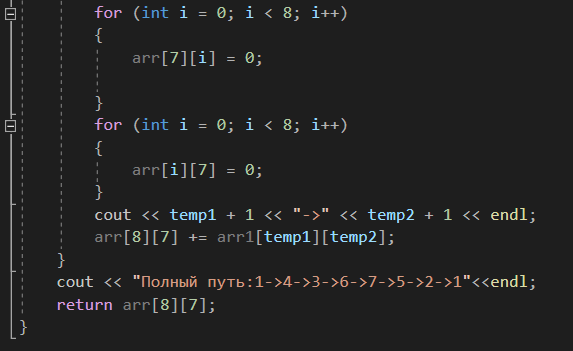 for (int i = 0; i < 8; i++)
{
arr[7][i] = 0;
}
for (int i = 0; i < 8; i++)
{
arr[i][7] = 0;
}
cout << temp1 + 1 << "->" << temp2 + 1 << endl;
arr[8][7] += arr1[temp1][temp2];
}
cout << "Полный путь:1->4->3->6->7->5->2->1"<<endl;
return arr[8][7];
}